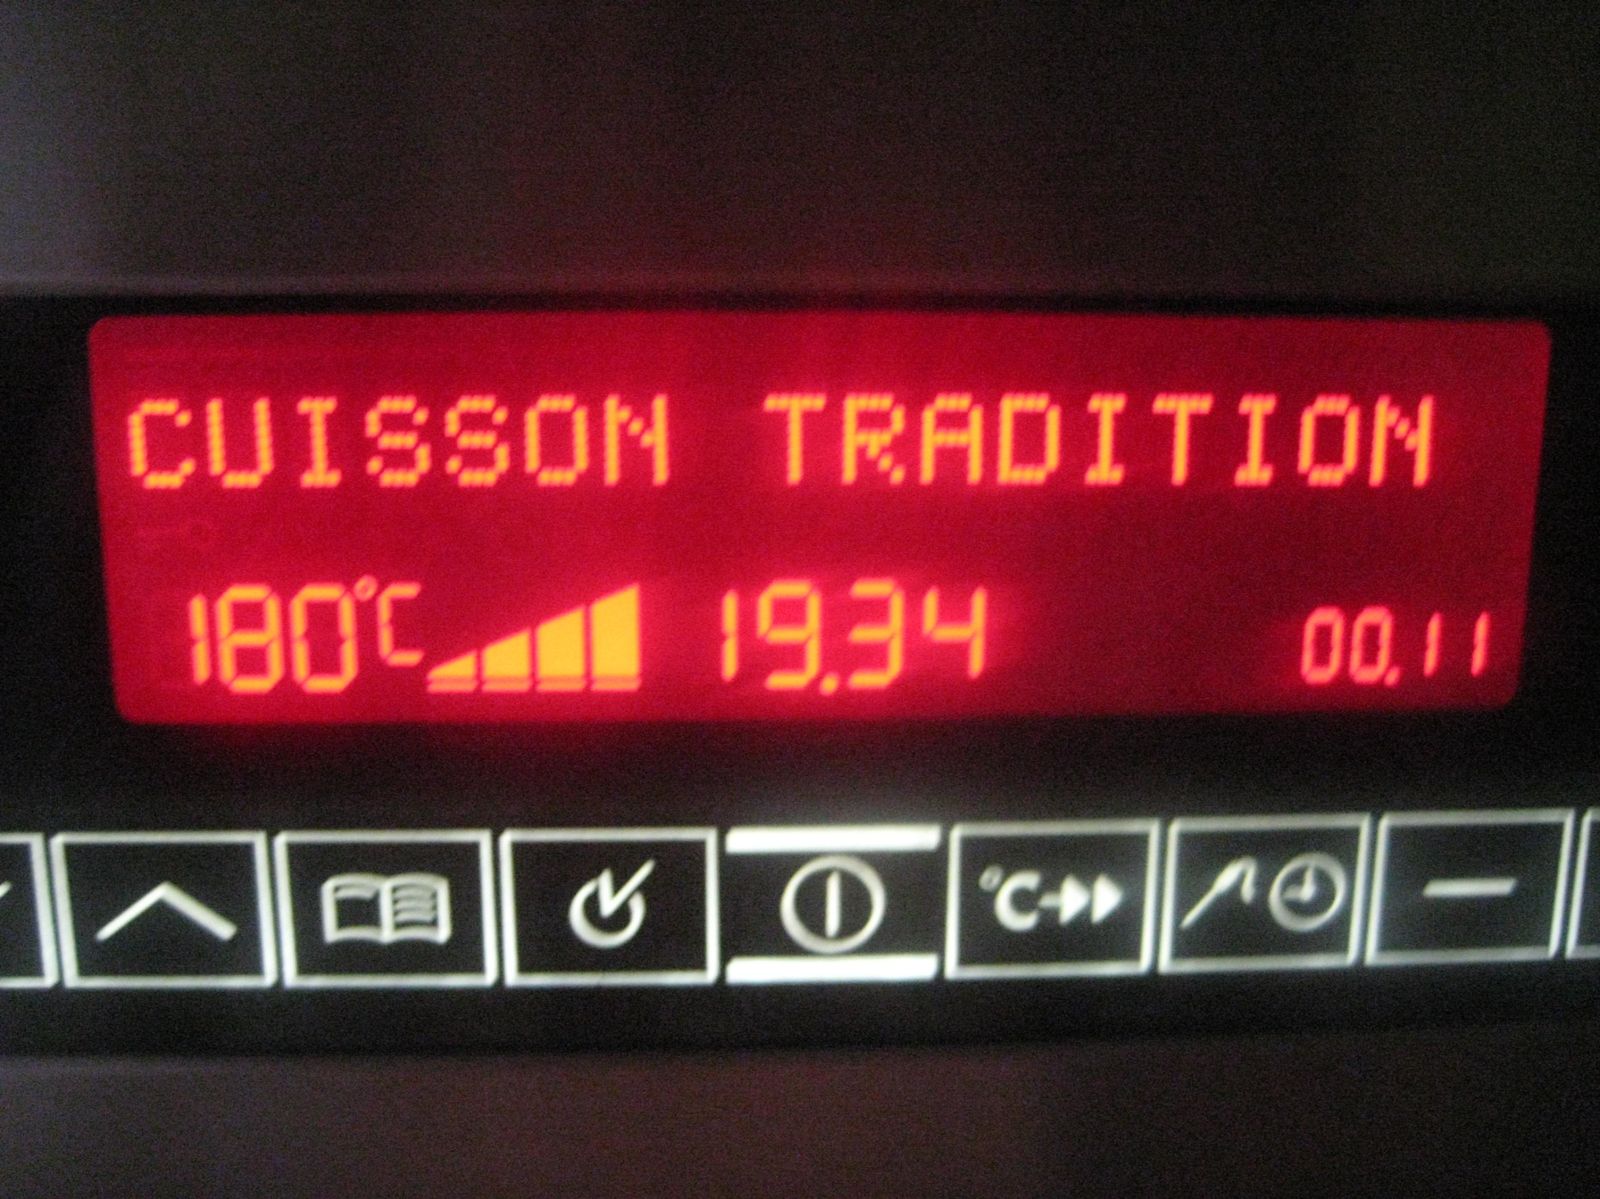 CUISSON TRADITION
180°C 19.34 00.11
°C